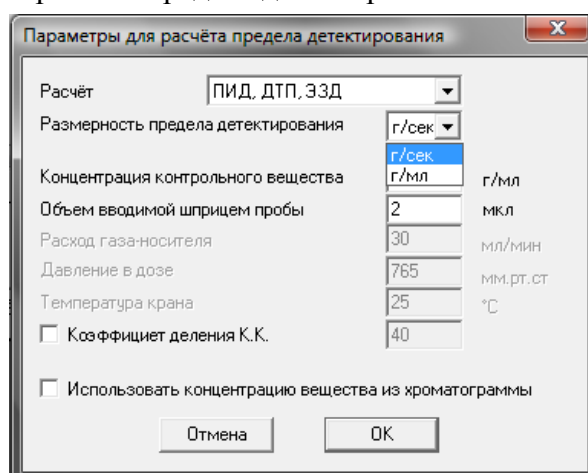 Параметры для расчёта предела детектирования
Расчёт ПИД, ДТП, ЭЗД
Размерность предела детектирования г/сек
г/сек
Концентрация контрольного вещества г/мл г/мл
Объем вводимой шприцем пробы 2 мкл
Расход газа-носителя 30 мл/мин
Давление в дозе 765 мм.рт.ст
Температура крана 25 °C
Коэффициет деления К.К. 40
Использовать концентрацию вещества из хроматограммы
Отмена OK